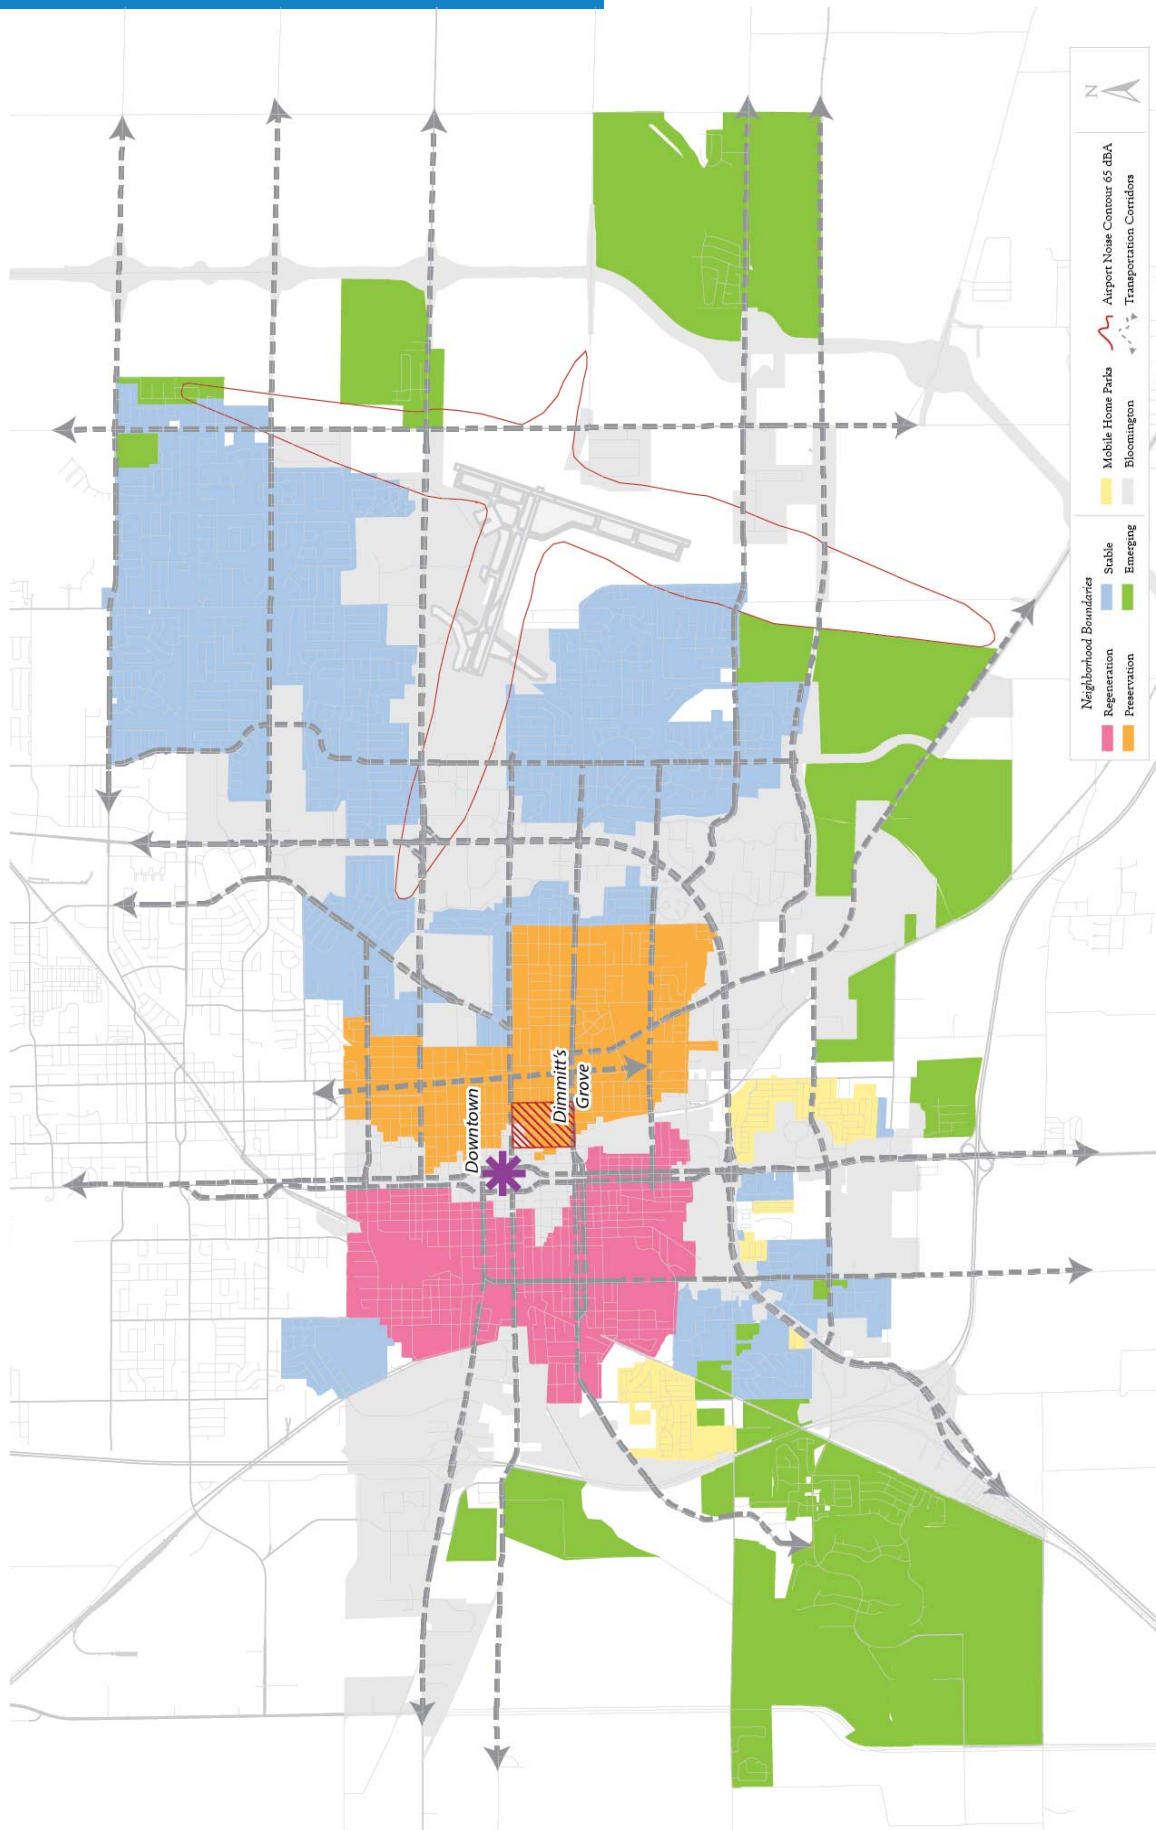 Downtown
Dimmitt's
Grove
Neighborhood Boundaries
Regeneration
Preservation
Stable
Emerging
Mobile Home Parks
Bloomington
Airport Noise Contour 65 dBA
Transportation Corridors
N